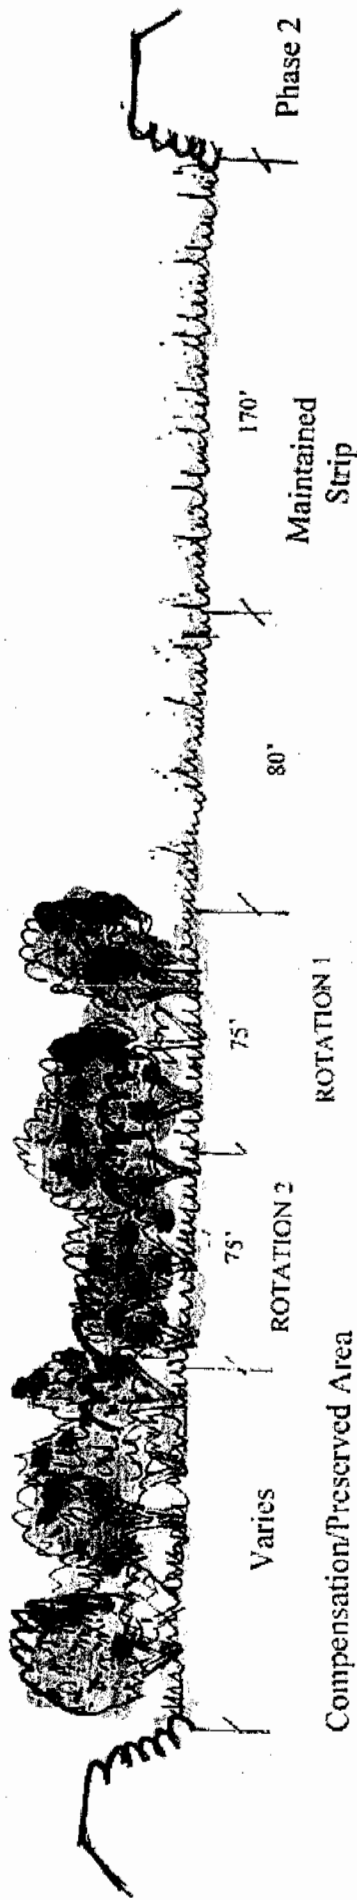 Varies
75'
75'
80'
170'
Compensation/Preserved Area
ROTATION 2
ROTATION 1
Maintained
Strip
Phase 2